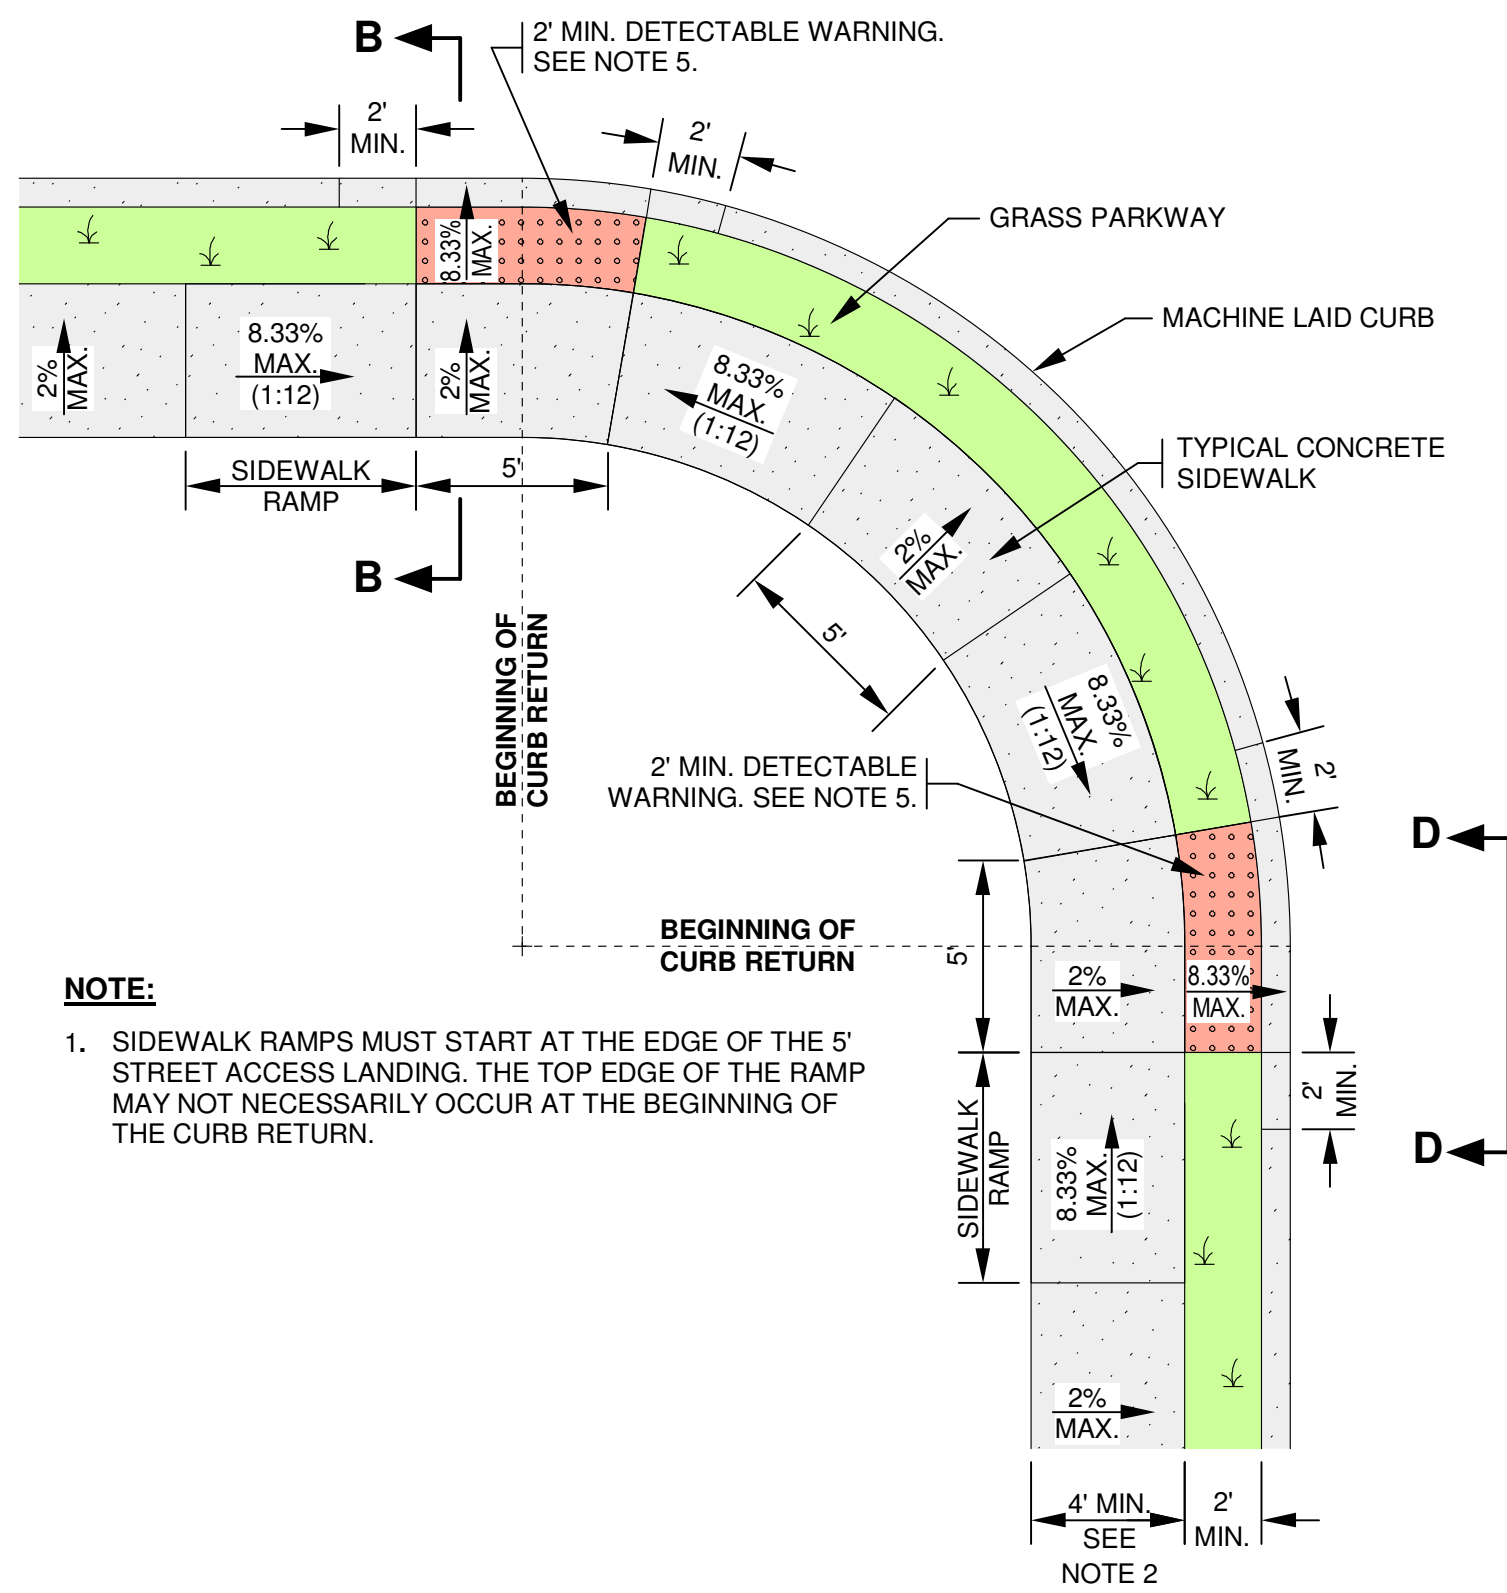 B
2' MIN. DETECTABLE WARNING.
SEE NOTE 5.
2'
MIN.
2'
MIN.
GRASS PARKWAY
MACHINE LAID CURB
8.33%
MAX.
2%
MAX.
8.33%
MAX.
(1:12)
2%
MAX.
8.33%
MAX.
(1:12)
TYPICAL CONCRETE
SIDEWALK
SIDEWALK
RAMP
5'
2%
MAX.
B
BEGINNING OF
CURB RETURN
5'
8.33%
MAX.
(1:12)
2' MIN. DETECTABLE
WARNING. SEE NOTE 5.
2'
MIN.
D
BEGINNING OF
CURB RETURN
5'
2%
MAX.
8.33%
MAX.
NOTE:
1. SIDEWALK RAMPS MUST START AT THE EDGE OF THE 5'
STREET ACCESS LANDING. THE TOP EDGE OF THE RAMP
MAY NOT NECESSARILY OCCUR AT THE BEGINNING OF
THE CURB RETURN.
2'
MIN.
SIDEWALK
RAMP
8.33%
MAX.
(1:12)
D
2%
MAX.
4' MIN.
SEE
NOTE 2
2'
MIN.